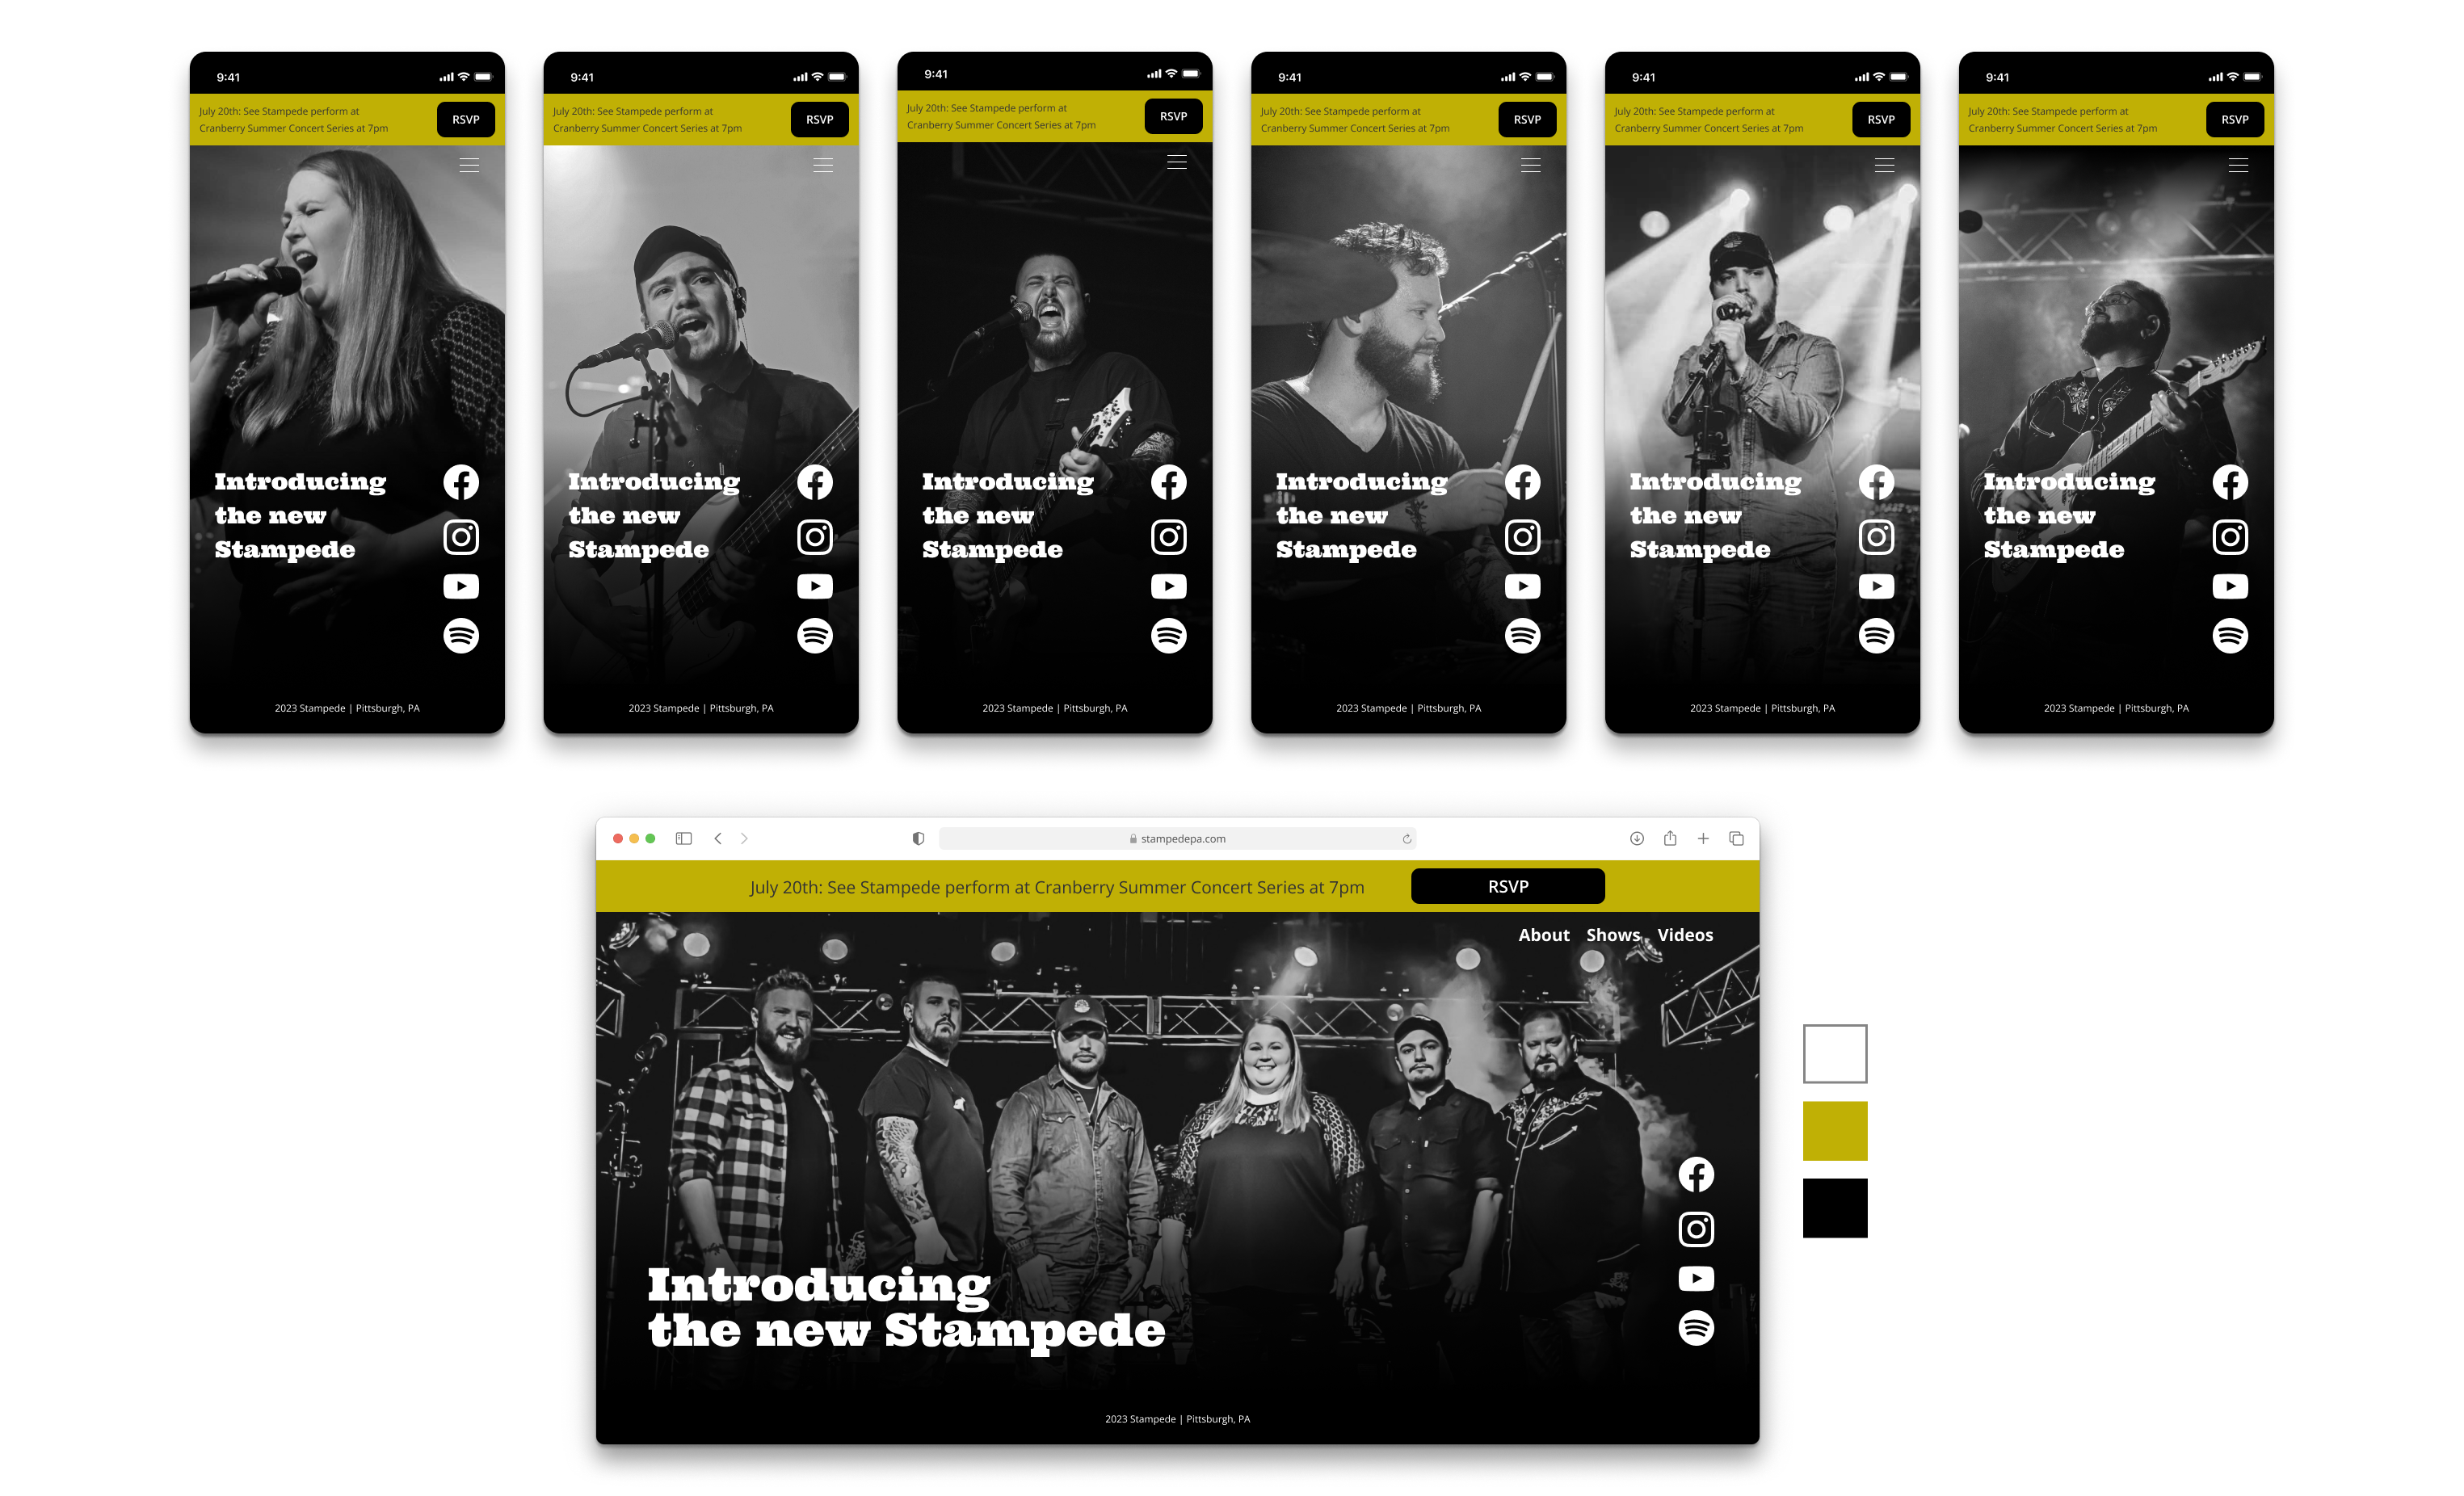 9:41
July 20th: See Stampede perform at
Cranberry Summer Concert Series at 7pm
RSVP
Introducing
the new
Stampede
2023 Stampede | Pittsburgh, PA
9:41
July 20th: See Stampede perform at
Cranberry Summer Concert Series at 7pm
RSVP
Introducing
the new
Stampede
2023 Stampede | Pittsburgh, PA
9:41
July 20th: See Stampede perform at
Cranberry Summer Concert Series at 7pm
RSVP
Introducing
the new
Stampede
2023 Stampede | Pittsburgh, PA
9:41
July 20th: See Stampede perform at
Cranberry Summer Concert Series at 7pm
RSVP
Introducing
the new
Stampede
2023 Stampede | Pittsburgh, PA
9:41
July 20th: See Stampede perform at
Cranberry Summer Concert Series at 7pm
RSVP
Introducing
the new
Stampede
2023 Stampede | Pittsburgh, PA
9:41
July 20th: See Stampede perform at
Cranberry Summer Concert Series at 7pm
RSVP
Introducing
the new
Stampede
2023 Stampede | Pittsburgh, PA
stampedepa.com
July 20th: See Stampede perform at Cranberry Summer Concert Series at 7pm RSVP
About Shows Videos
Introducing
the new Stampede
2023 Stampede | Pittsburgh, PA